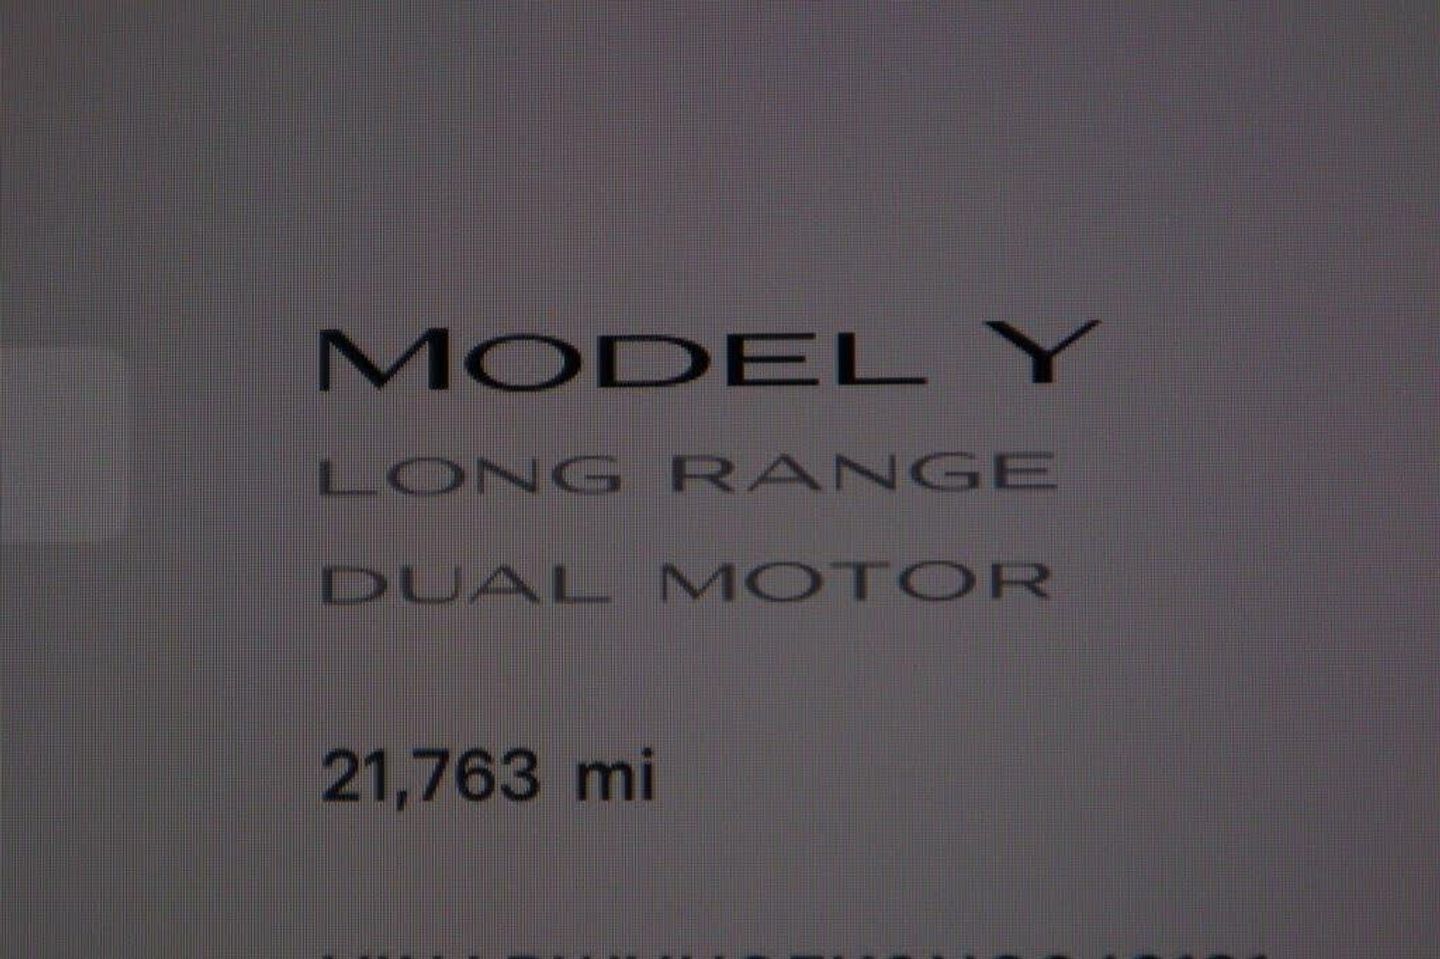 MODEL Y
LONG RANGE
DUAL MOTOR
21,763 mi